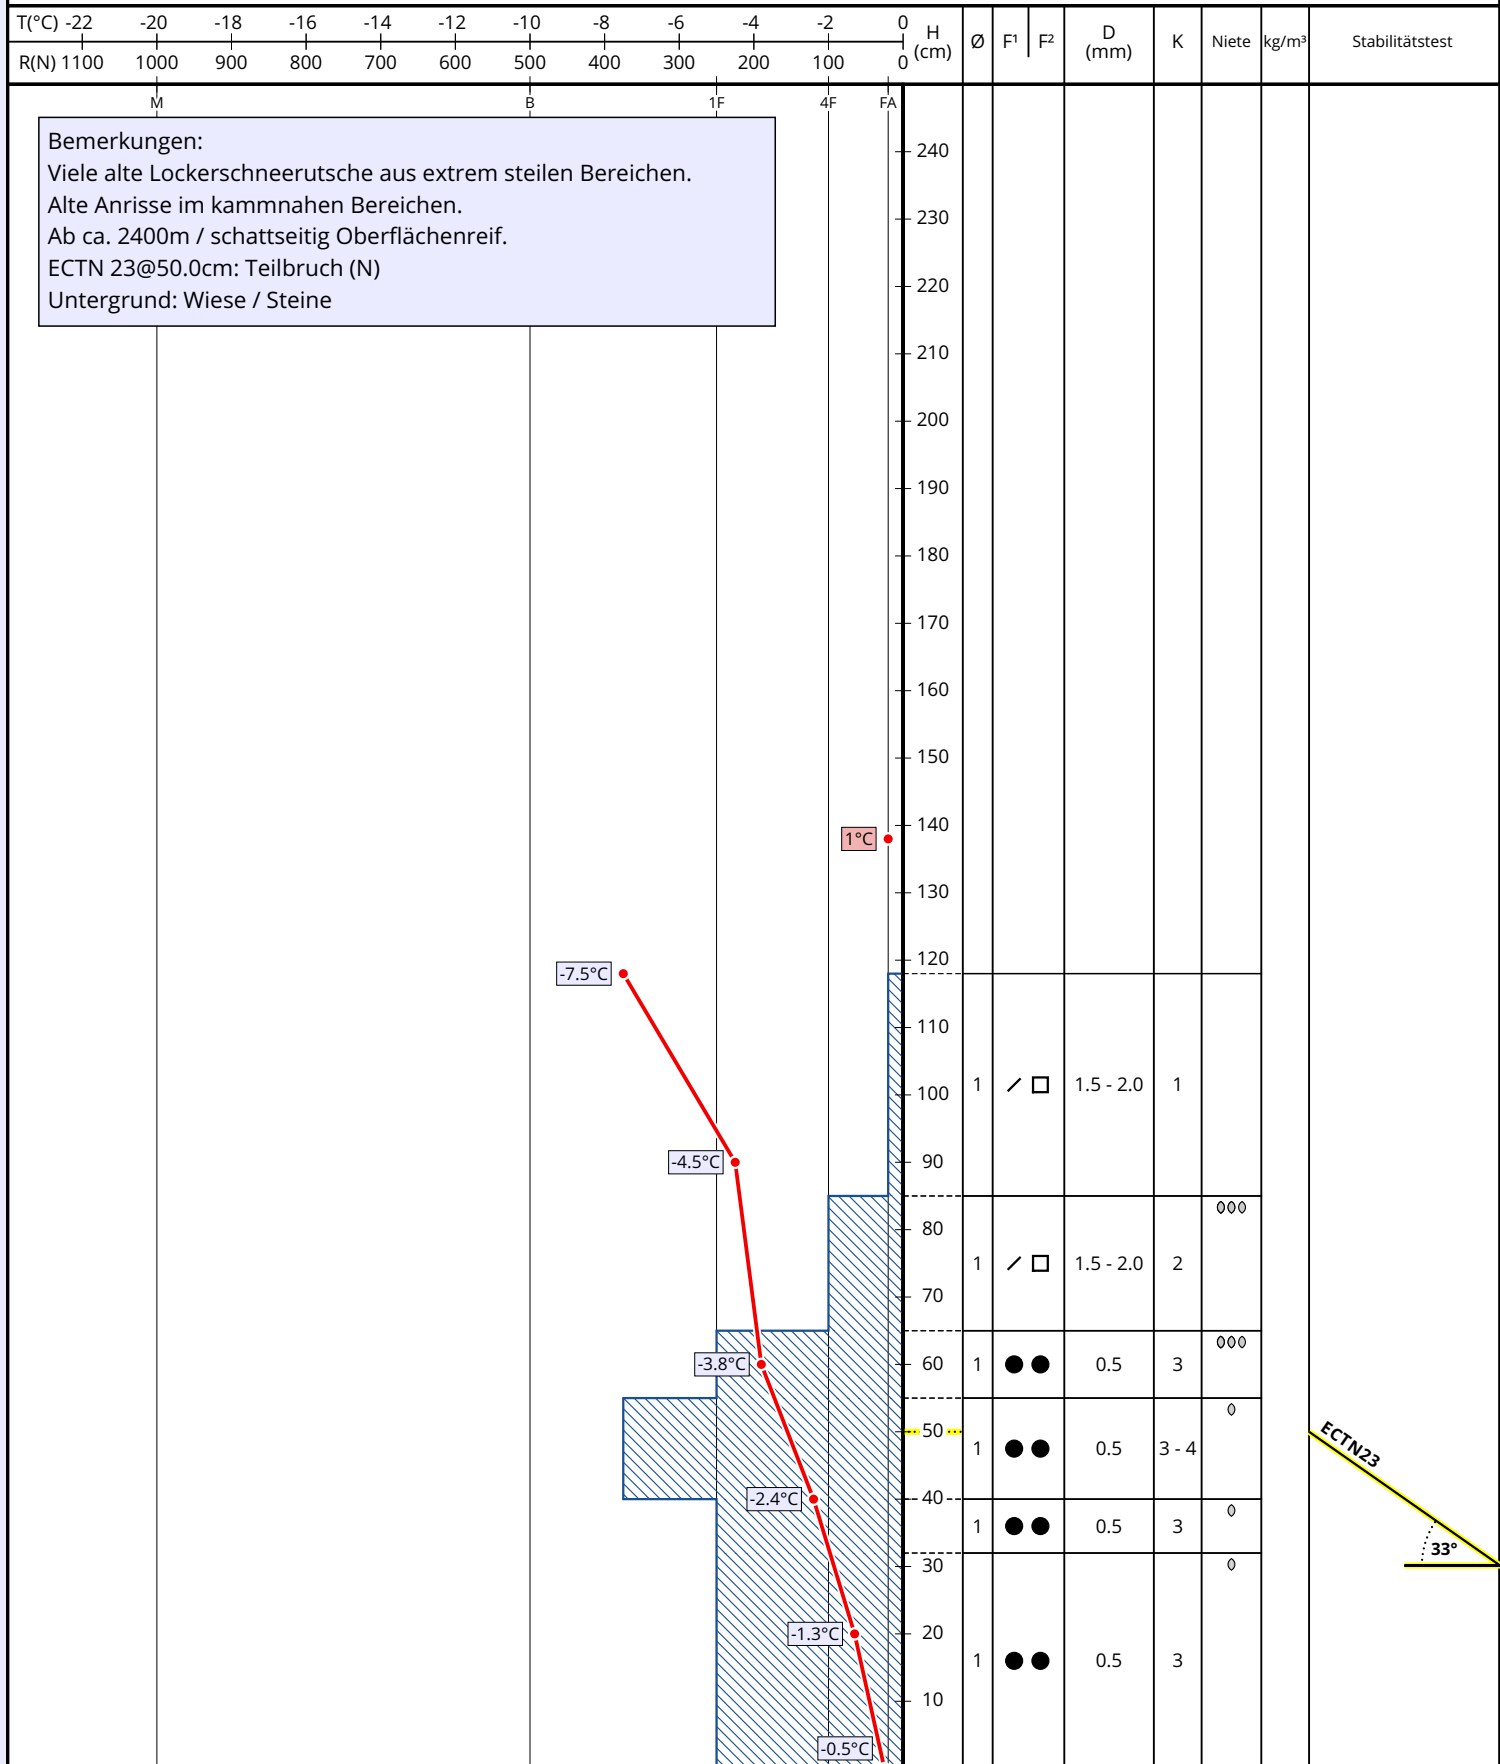 T(°C) -22 -20 -18 -16 -14 -12 -10 -8 -6 -4 -2 0
R(N) 1100 1000 900 800 700 600 500 400 300 200 100 0
H (cm) Ø F¹ F² D (mm) K Niete kg/m³ Stabilitätstest
M B 1F 4F FA
Bemerkungen:
Viele alte Lockerschneerutsche aus extrem steilen Bereichen.
Alte Anrisse im kammnahen Bereichen.
Ab ca. 2400m / schattseitig Oberflächenreif.
ECTN 23@50.0cm: Teilbruch (N)
Untergrund: Wiese / Steine
240
230
220
210
200
190
180
170
160
150
140
1°C
130
120
-7.5°C
110
100
1 1.5 - 2.0 1
-4.5°C 90
80
1 1.5 - 2.0 2
70
-3.8°C 60 1 0.5 3
50
ECTN23
1 0.5 3 - 4
-2.4°C 40
1 0.5 3
33°
30
-1.3°C 20
1 0.5 3
10
-0.5°C